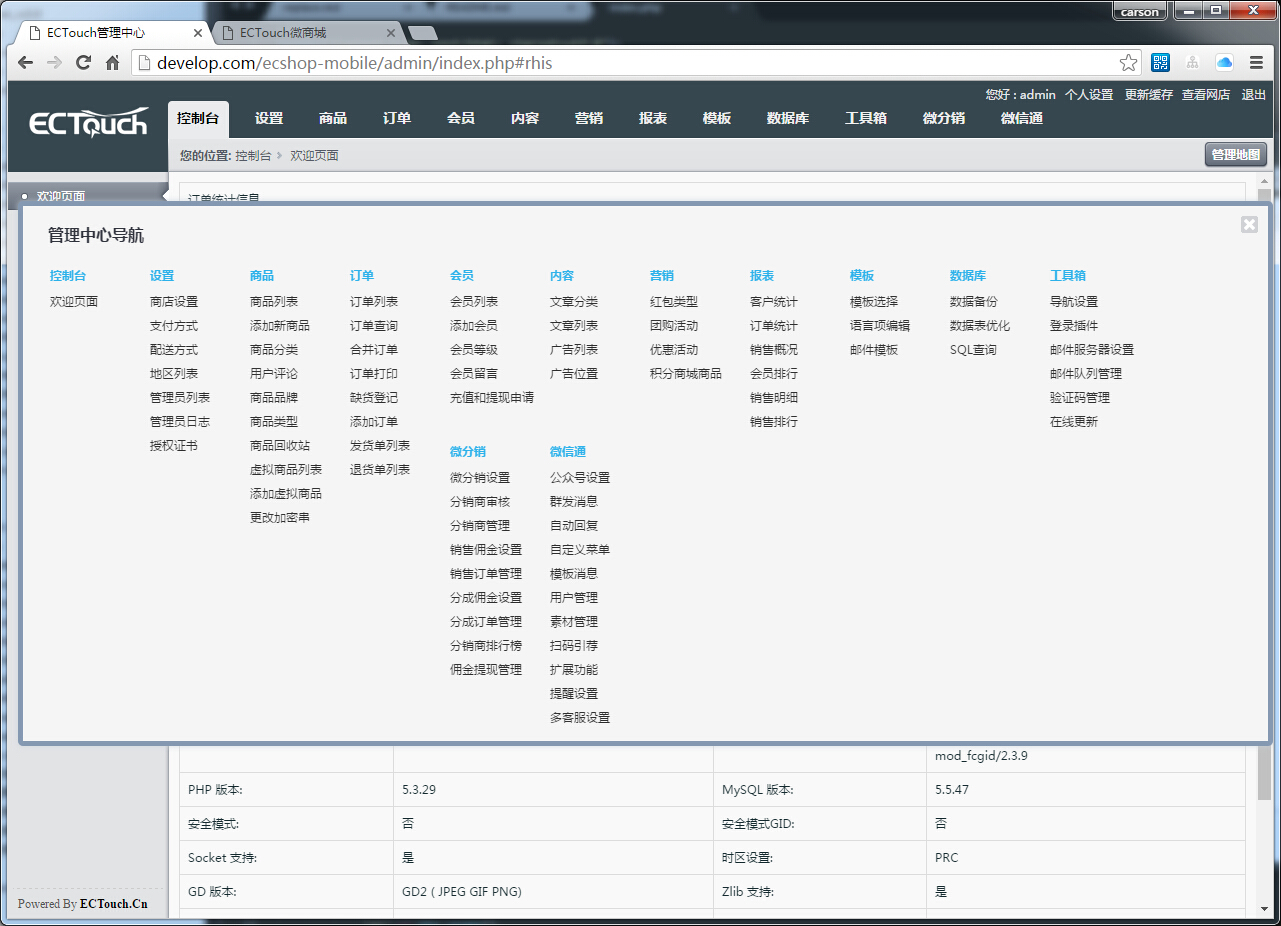 carson
ECTouch管理中心
ECTouch微商城
develop.com/ecshop-mobile/admin/index.php#rhis
您好 : admin 个人设置 更新缓存 查看网店 退出
ECTouch
控制台 设置 商品 订单 会员 内容 营销 报表 模板 数据库 工具箱 微分销 微信通
您的位置: 控制台 > 欢迎页面
管理地图
欢迎页面
订单统计信息
管理中心导航
控制台
欢迎页面
设置
商店设置
支付方式
配送方式
地区列表
管理员列表
管理员日志
授权证书
商品
商品列表
添加新商品
商品分类
用户评论
商品品牌
商品类型
商品回收站
虚拟商品列表
添加虚拟商品
更改加密串
订单
订单列表
订单查询
合并订单
订单打印
缺货登记
添加订单
发货单列表
退货单列表
会员
会员列表
添加会员
会员等级
会员留言
充值和提现申请
内容
文章分类
文章列表
广告列表
广告位置
营销
红包类型
团购活动
优惠活动
积分商城商品
报表
客户统计
订单统计
销售概况
会员排行
销售明细
销售排行
模板
模板选择
语言项编辑
邮件模板
数据库
数据备份
数据表优化
SQL查询
工具箱
导航设置
登录插件
邮件服务器设置
邮件队列管理
验证码管理
在线更新
微分销
微分销设置
分销商审核
分销商管理
销售佣金设置
销售订单管理
分成佣金设置
分成订单管理
分销商排行榜
佣金提现管理
微信通
公众号设置
群发消息
自动回复
自定义菜单
模板消息
用户管理
素材管理
扫码引荐
扩展功能
提醒设置
多客服设置
mod_fcgid/2.3.9
PHP 版本: 5.3.29 MySQL 版本: 5.5.47
安全模式: 否 安全模式GID: 否
Socket 支持: 是 时区设置: PRC
GD 版本: GD2 ( JPEG GIF PNG) Zlib 支持: 是
Powered By ECTouch.Cn